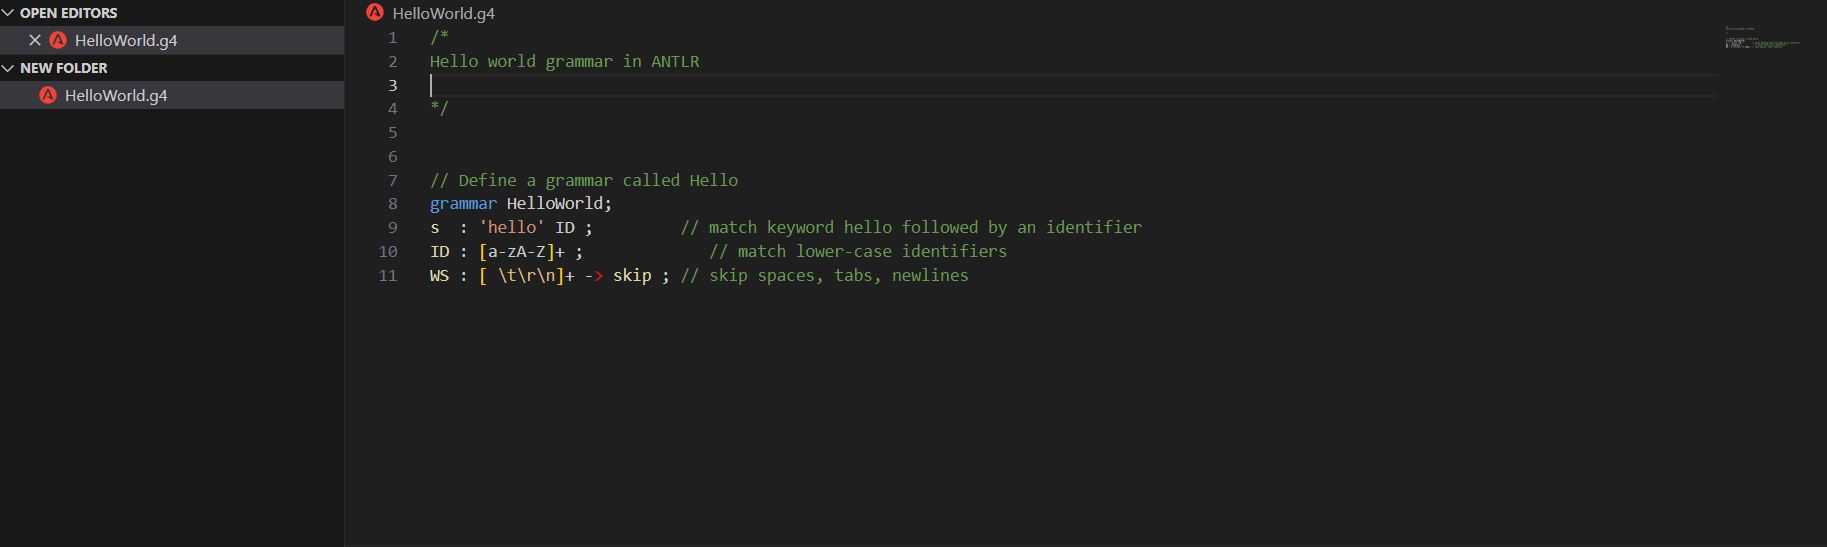 OPEN EDITORS
HelloWorld.g4
NEW FOLDER
HelloWorld.g4
HelloWorld.g4
1 /*
2 Hello world grammar in ANTLR
3
4 */
5
6
7 // Define a grammar called Hello
8 grammar HelloWorld;
9 s  : 'hello' ID ;         // match keyword hello followed by an identifier
10 ID : [a-zA-Z]+ ;             // match lower-case identifiers
11 WS : [ \t\r\n]+ -> skip ; // skip spaces, tabs, newlines